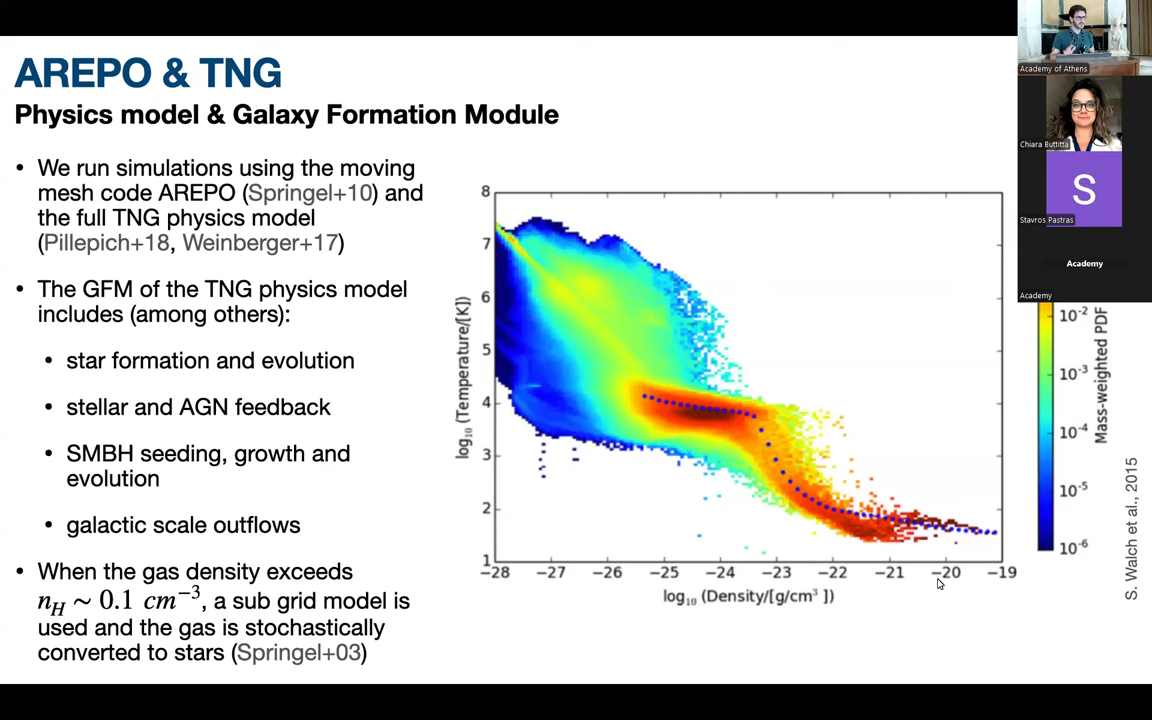 AREPO & TNG
Physics model & Galaxy Formation Module
• We run simulations using the moving
mesh code AREPO (Springel+10) and
the full TNG physics model
(Pillepich+18, Weinberger+17)
• The GFM of the TNG physics model
includes (among others):
• star formation and evolution
• stellar and AGN feedback
• SMBH seeding, growth and
evolution
• galactic scale outflows
• When the gas density exceeds
n_H ~ 0.1 cm⁻³, a sub grid model is
used and the gas is stochastically
converted to stars (Springel+03)
8
7
6
5
4
3
2
1
log₁₀ (Temperature/[K])
−28 −27 −26 −25 −24 −23 −22 −21 −20 −19
log₁₀ (Density/[g/cm³ ])
10⁻²
10⁻³
10⁻⁴
10⁻⁵
10⁻⁶
Mass-weighted PDF
S. Walch et al., 2015
Academy of Athens
Chiara Buttitta
S
Stavros Pastras
Academy
Academy